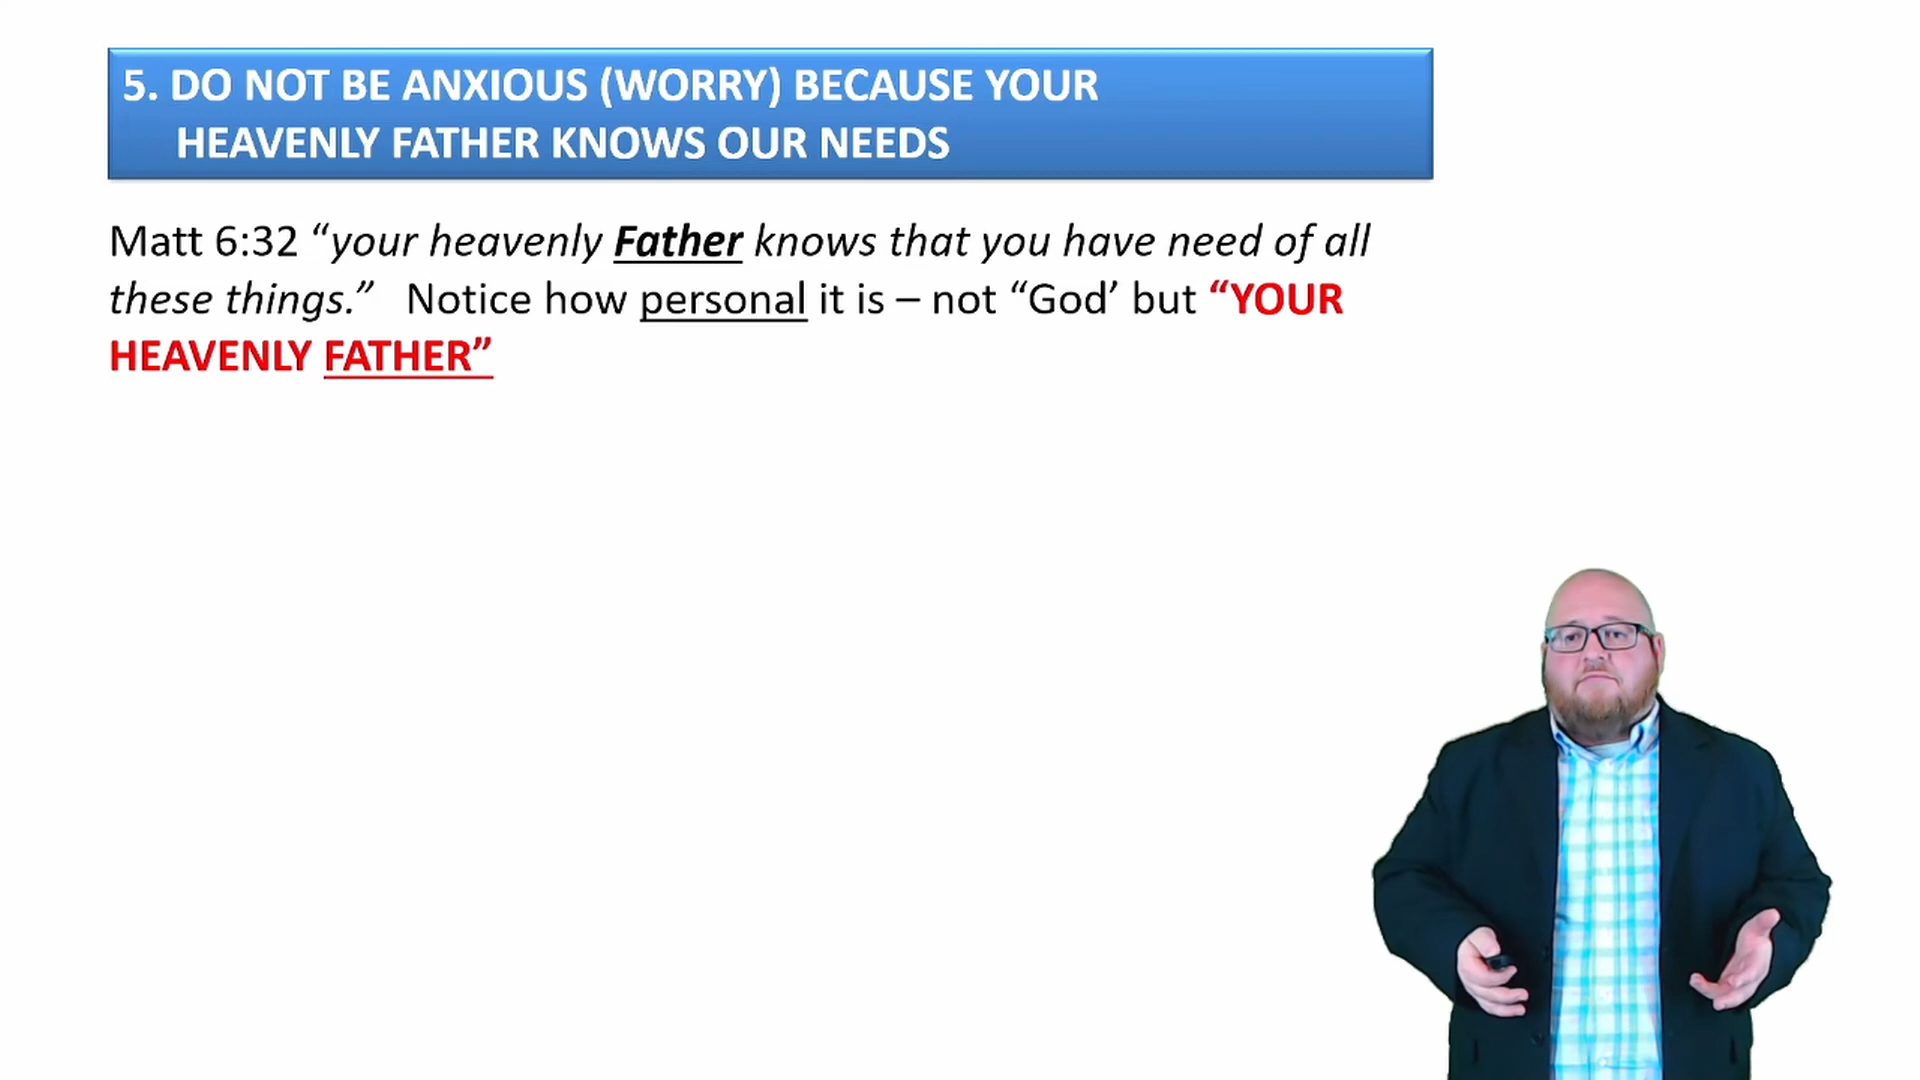 5. DO NOT BE ANXIOUS (WORRY) BECAUSE YOUR
HEAVENLY FATHER KNOWS OUR NEEDS
Matt 6:32 “your heavenly Father knows that you have need of all
these things.” Notice how personal it is – not “God’ but “YOUR
HEAVENLY FATHER”